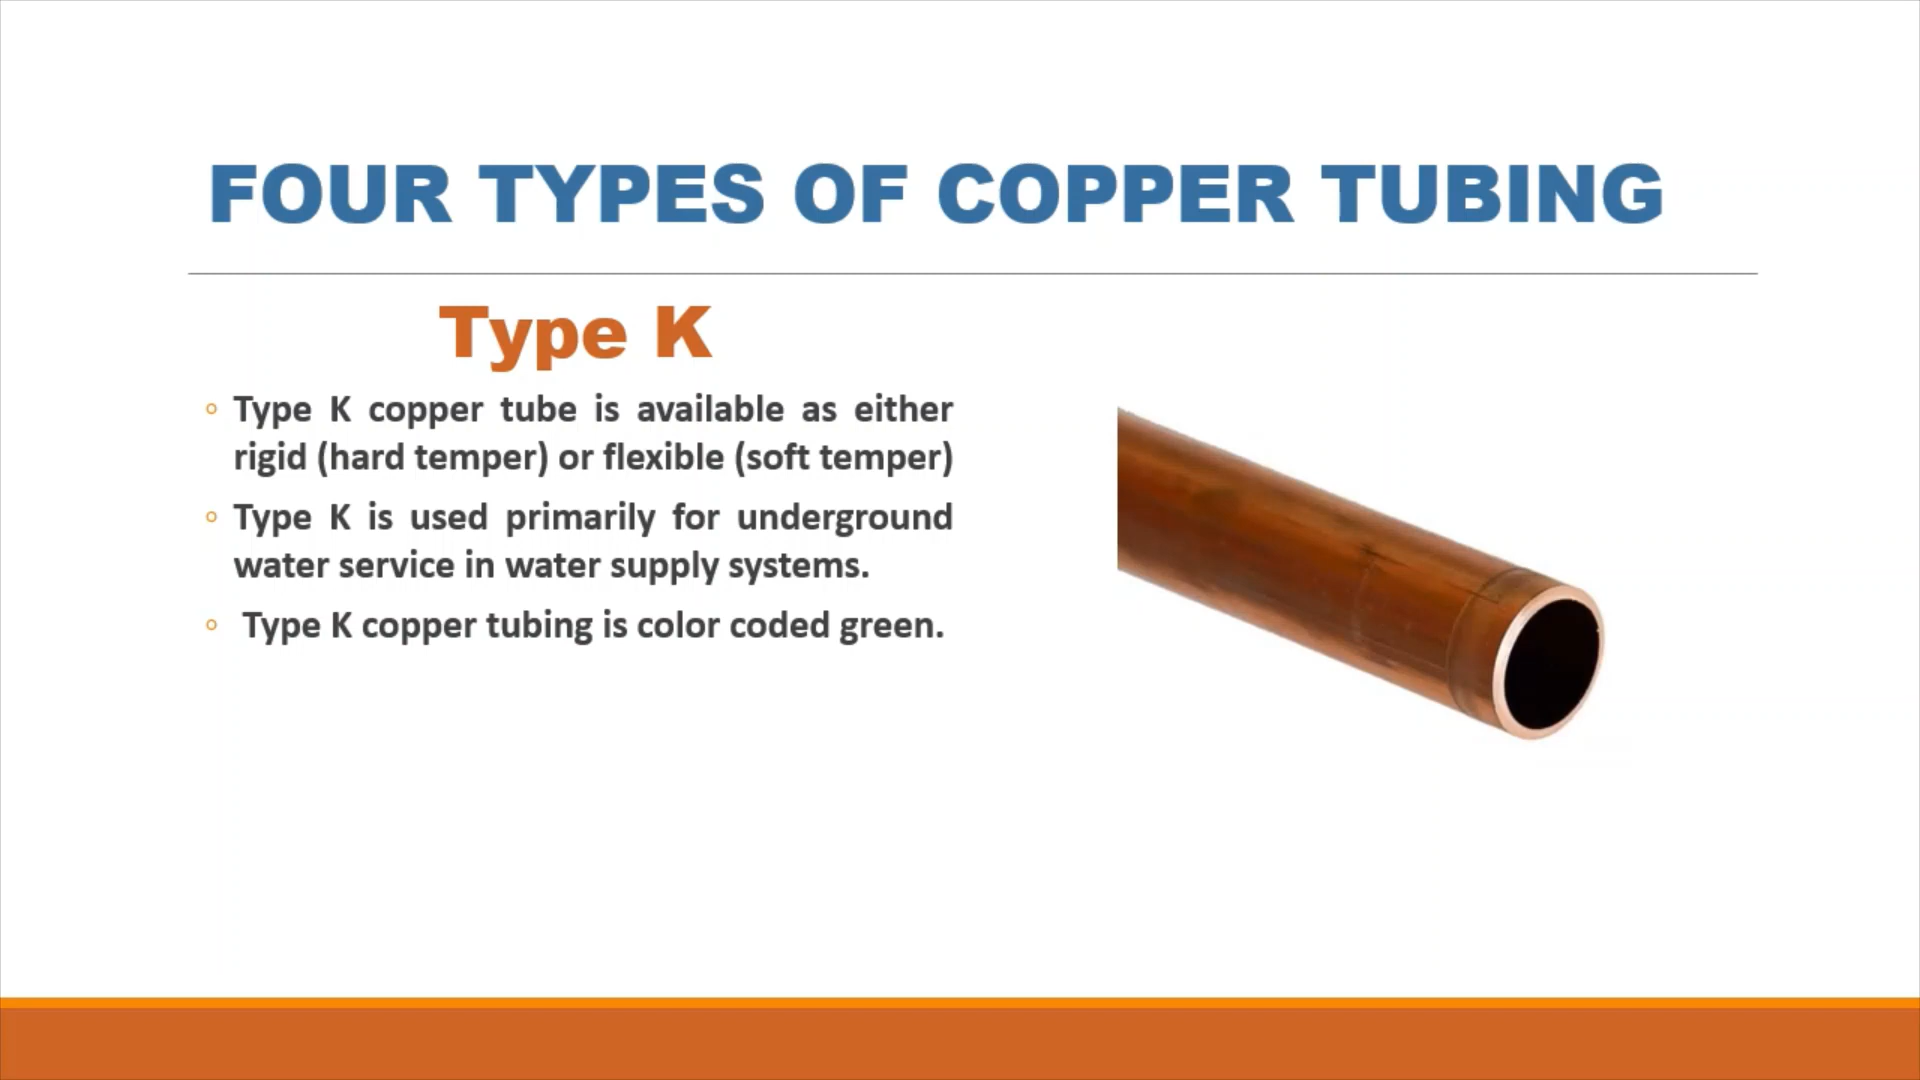 FOUR TYPES OF COPPER TUBING
Type K
◦ Type K copper tube is available as either
rigid (hard temper) or flexible (soft temper)
◦ Type K is used primarily for underground
water service in water supply systems.
◦ Type K copper tubing is color coded green.